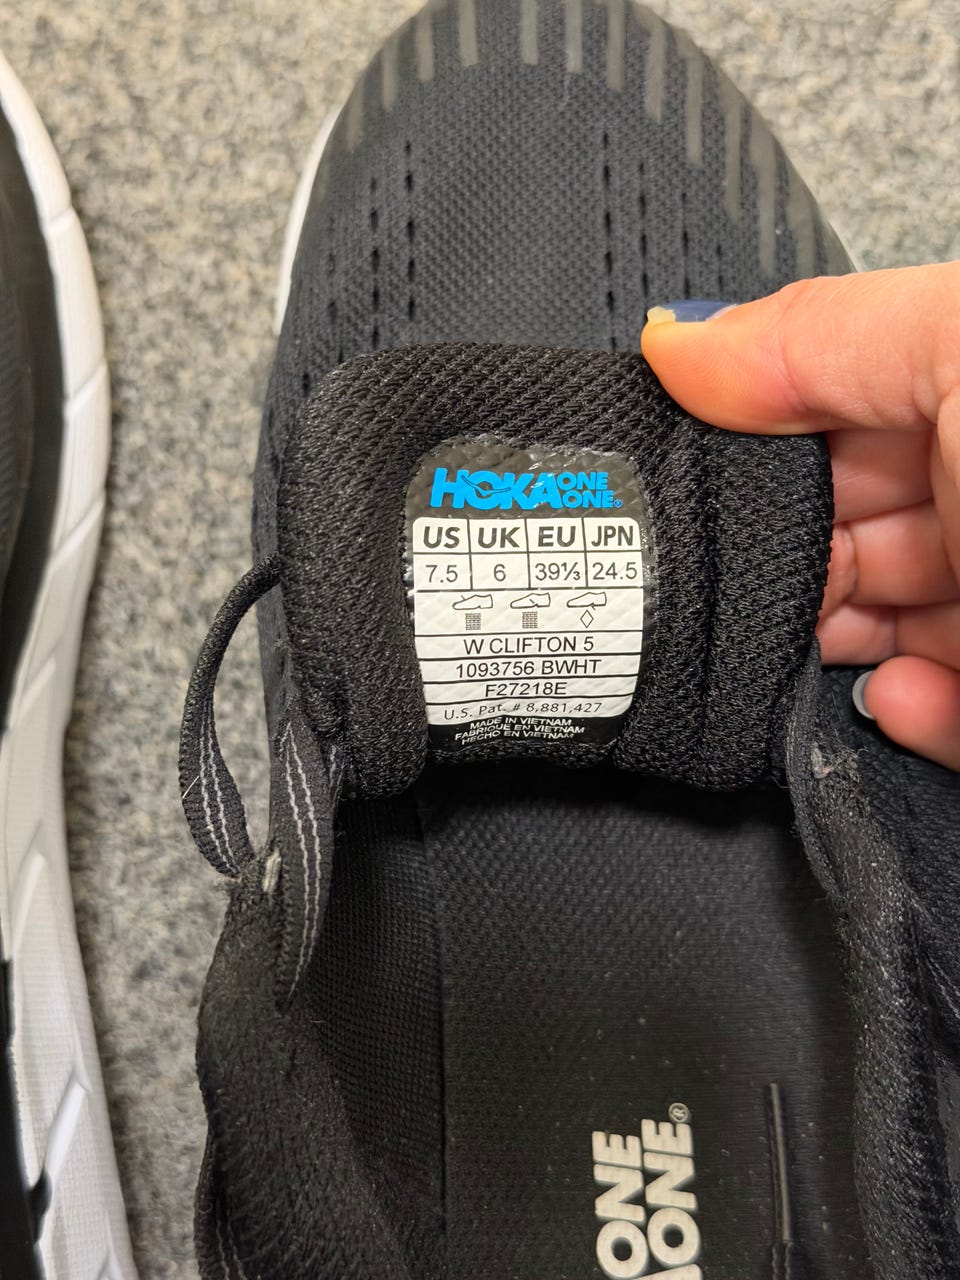 HOKA ONE ONE®
US UK EU JPN
7.5 6 39⅓ 24.5
W CLIFTON 5
1093756 BWHT
F27218E
U.S. Pat. # 8,881,427
MADE IN VIETNAM
FABRIQUE EN VIETNAM
HECHO EN VIETNAM
ONE
ONE®